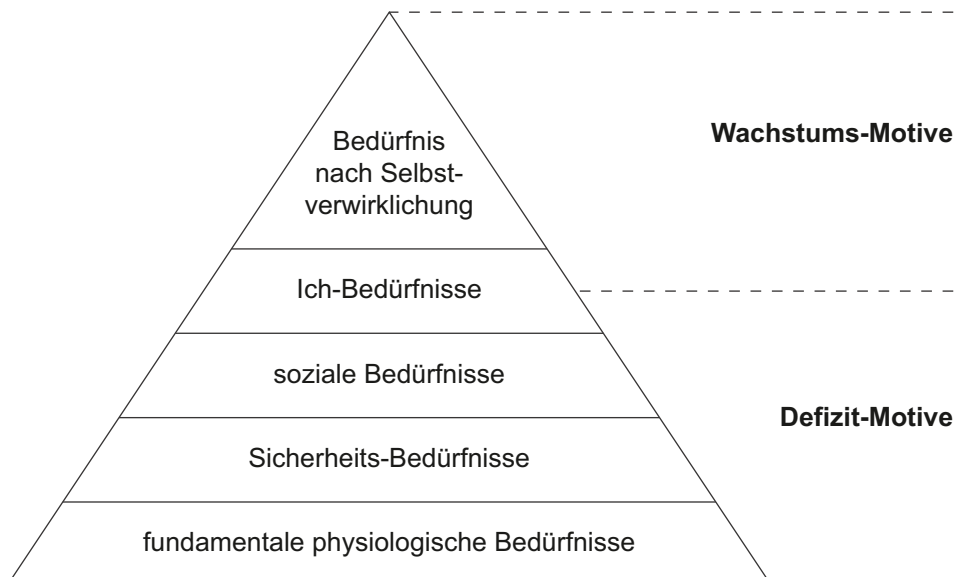 Bedürfnis
nach Selbst-
verwirklichung
Wachstums-Motive
Ich-Bedürfnisse
soziale Bedürfnisse
Defizit-Motive
Sicherheits-Bedürfnisse
fundamentale physiologische Bedürfnisse